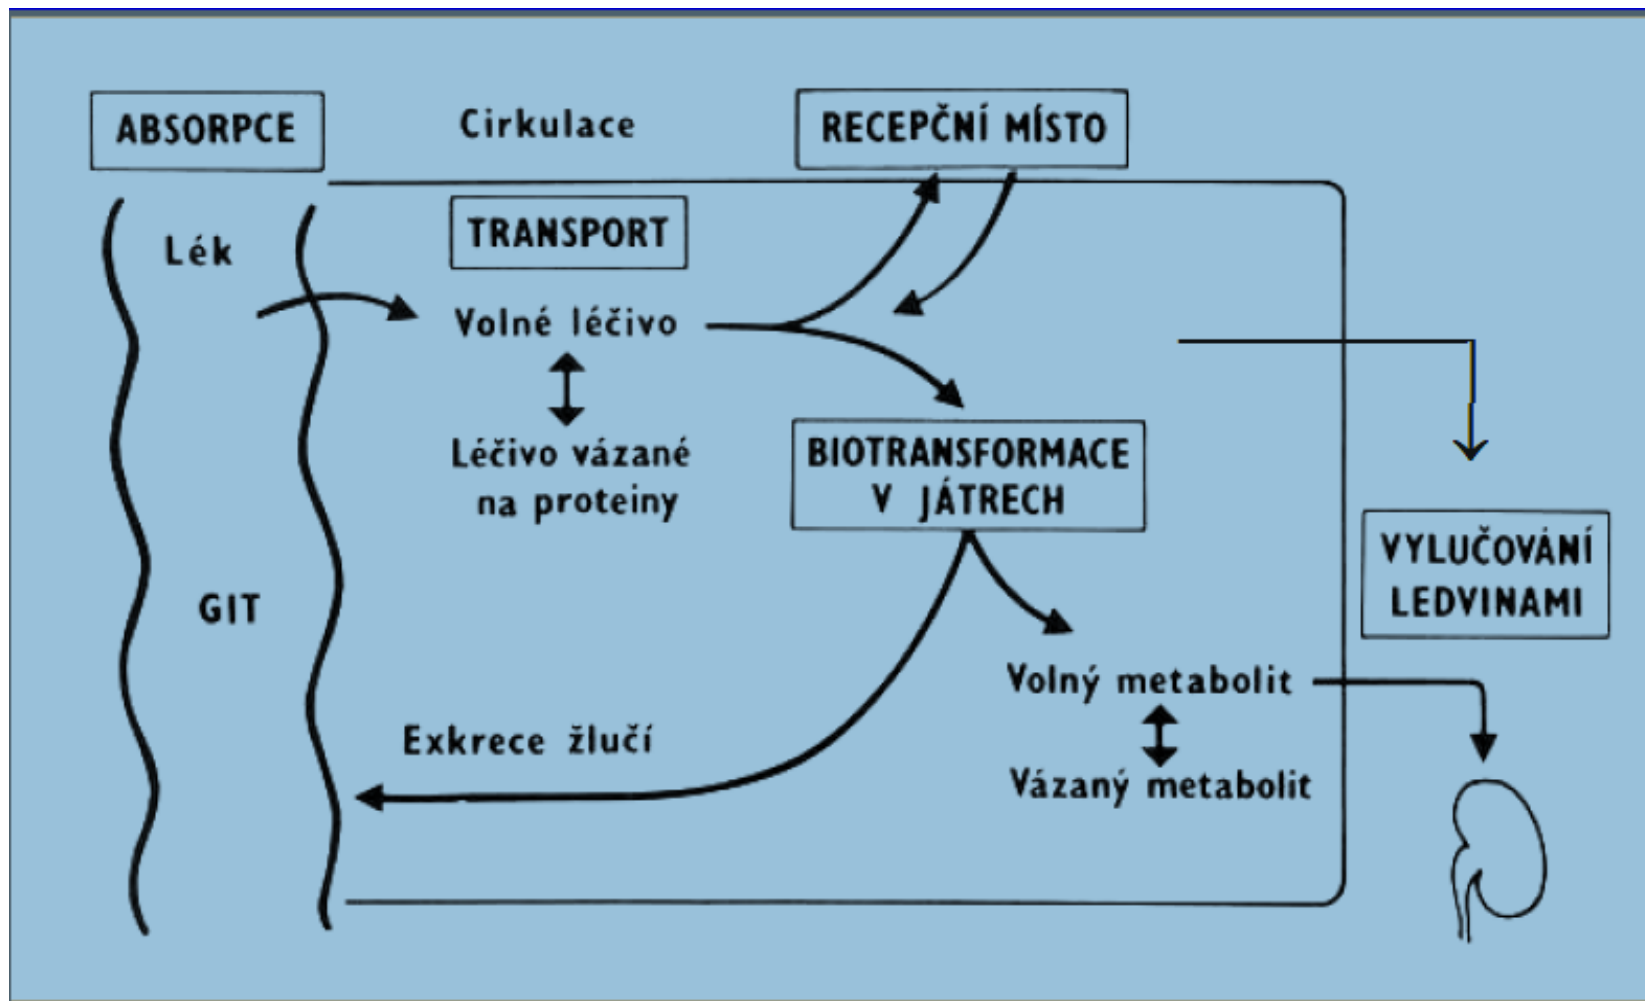 ABSORPCE
Cirkulace
RECEPČNÍ MÍSTO
TRANSPORT
Lék
Volné léčivo
Léčivo vázané
na proteiny
BIOTRANSFORMACE
V JÁTRECH
VYLUČOVÁNÍ
LEDVINAMI
GIT
Volný metabolit
Exkrece žlučí
Vázaný metabolit